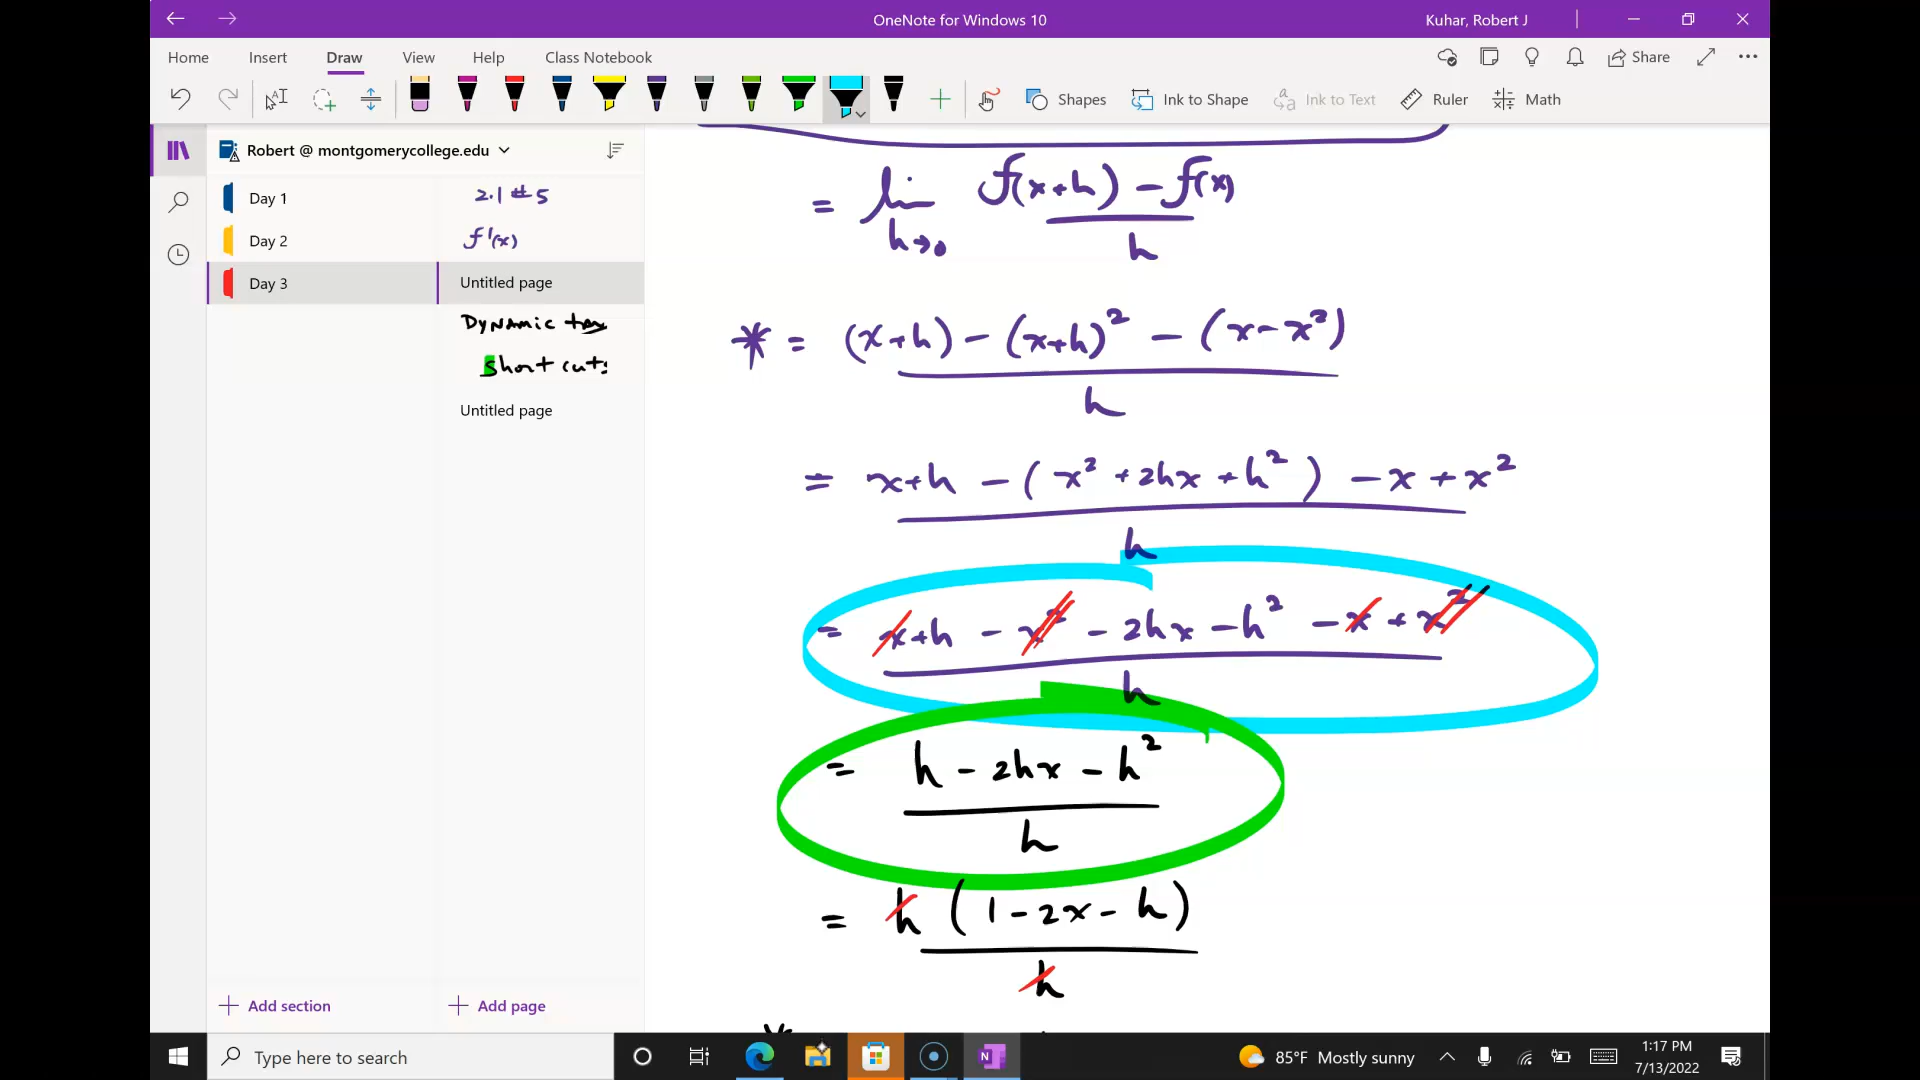 OneNote for Windows 10
Kuhar, Robert J
Home Insert Draw View Help Class Notebook
Share
Shapes Ink to Shape Ink to Text Ruler Math
Robert @ montgomerycollege.edu
Day 1
Day 2
Day 3
2.1 #5
f'(x)
Untitled page
Dynamic
Short cuts
Untitled page
= lim f(x+h) - f(x)
h→0 h
* = (x+h) - (x+h)² - (x-x²)
h
= x+h - (x² + 2hx + h²) - x + x²
h
= x+h - x² - 2hx - h² - x + x²
h
= h - 2hx - h²
h
= h (1 - 2x - h)
h
Add section
Add page
Type here to search
N
85°F Mostly sunny
1:17 PM
7/13/2022